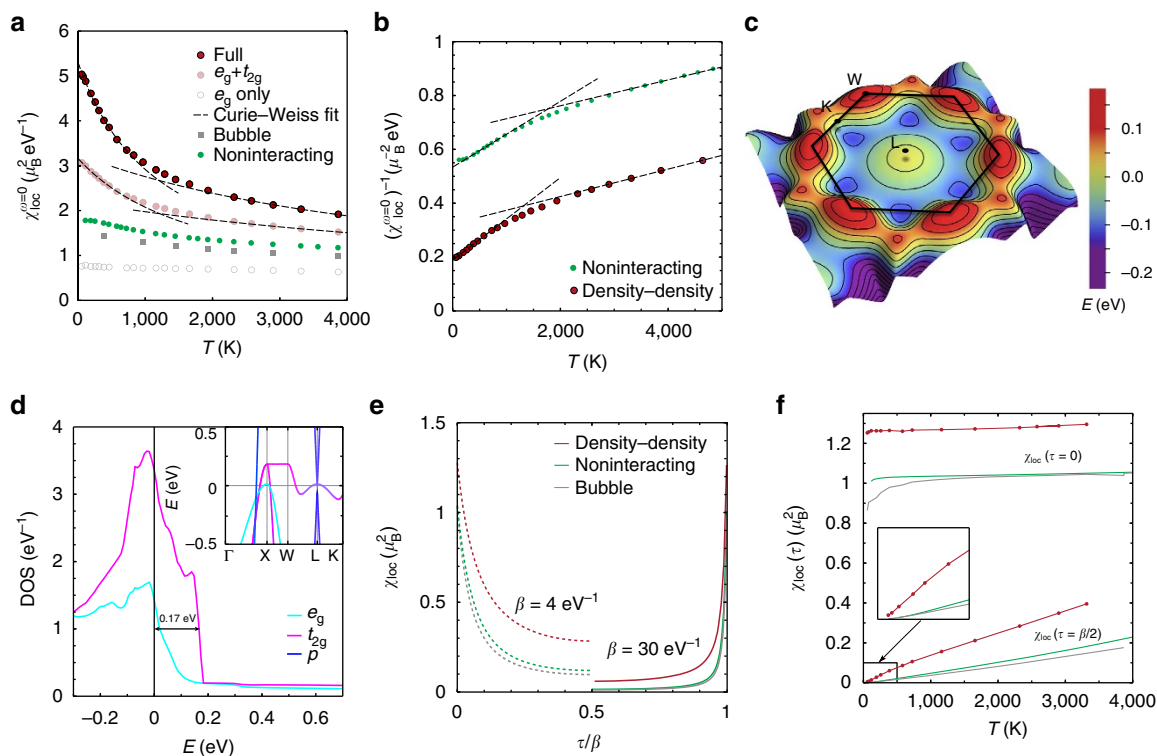 a
6
5
4
3
2
1
0
0
1,000
2,000
3,000
4,000
χ_loc^{ω=0} (μ_B^2 eV^{−1})
T (K)
Full
e_g+t_{2g}
e_g only
Curie–Weiss fit
Bubble
Noninteracting
b
1
0.8
0.6
0.4
0.2
0
0
2,000
4,000
(χ_loc^{ω=0})^{−1} (μ_B^{−2} eV)
T (K)
Noninteracting
Density–density
c
W
K
L
0.1
0.0
−0.1
−0.2
E (eV)
d
4
3
2
1
0
−0.2
0
0.2
0.4
0.6
DOS (eV^{−1})
E (eV)
0.17 eV
0.5
0
−0.5
E (eV)
Γ X W L K
e_g
t_{2g}
p
e
1.5
1
0.5
0
0
0.5
1
χ_loc (μ_B^2)
τ/β
Density–density
Noninteracting
Bubble
β = 4 eV^{−1}
β = 30 eV^{−1}
f
1.2
1
0.8
0.6
0.4
0.2
0
0
1,000
2,000
3,000
4,000
χ_loc (τ) (μ_B^2)
T (K)
χ_loc (τ = 0)
χ_loc (τ = β/2)